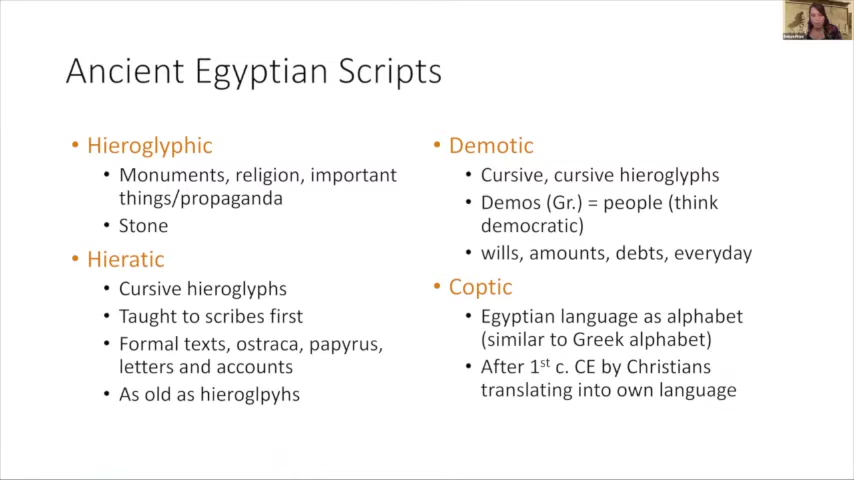 Ancient Egyptian Scripts
• Hieroglyphic
• Monuments, religion, important
things/propaganda
• Stone
• Hieratic
• Cursive hieroglyphs
• Taught to scribes first
• Formal texts, ostraca, papyrus,
letters and accounts
• As old as hieroglpyhs
• Demotic
• Cursive, cursive hieroglyphs
• Demos (Gr.) = people (think
democratic)
• wills, amounts, debts, everyday
• Coptic
• Egyptian language as alphabet
(similar to Greek alphabet)
• After 1st c. CE by Christians
translating into own language